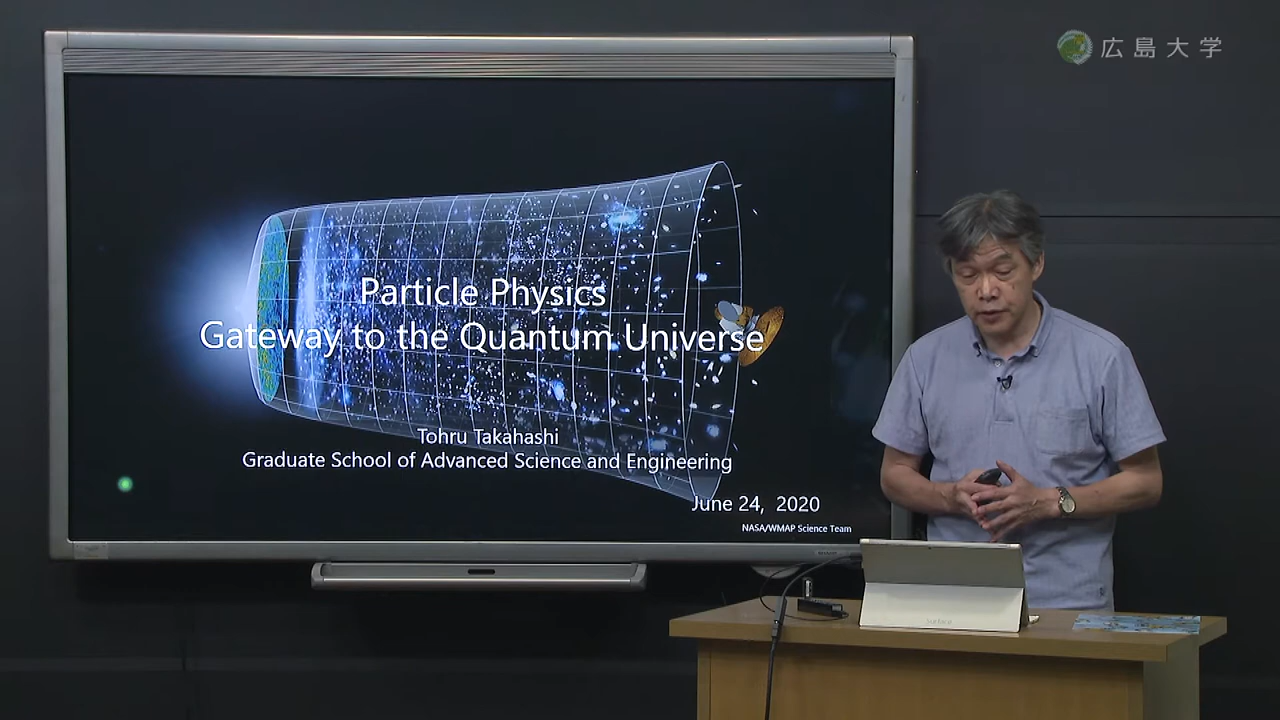 広島大学
Particle Physics
Gateway to the Quantum Universe
Tohru Takahashi
Graduate School of Advanced Science and Engineering
June 24, 2020
NASA/WMAP Science Team
Surface